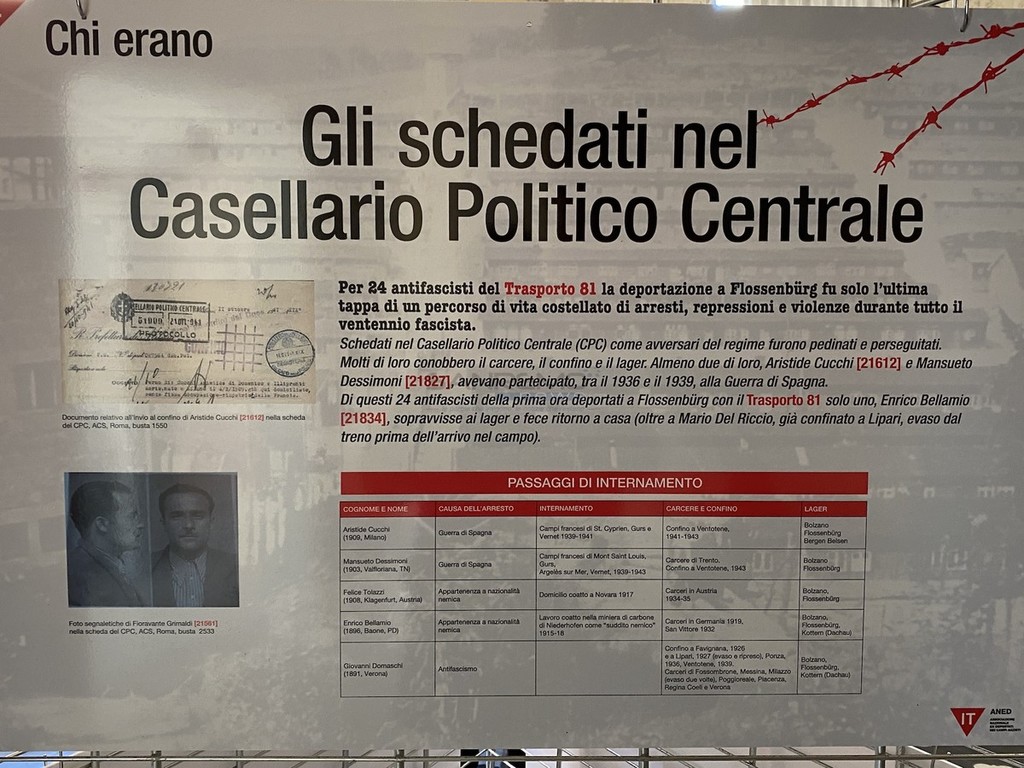 Chi erano
Gli schedati nel
Casellario Politico Centrale
Per 24 antifascisti del Trasporto 81 la deportazione a Flossenbürg fu solo l'ultima
tappa di un percorso di vita costellato di arresti, repressioni e violenze durante tutto il
ventennio fascista.
Schedati nel Casellario Politico Centrale (CPC) come avversari del regime furono pedinati e perseguitati.
Molti di loro conobbero il carcere, il confino e il lager. Almeno due di loro, Aristide Cucchi [21612] e Mansueto
Dessimoni [21827], avevano partecipato, tra il 1936 e il 1939, alla Guerra di Spagna.
Di questi 24 antifascisti della prima ora deportati a Flossenbürg con il Trasporto 81 solo uno, Enrico Bellamio
[21834], sopravvisse al lager e fece ritorno a casa (oltre a Mario Del Riccio, già confinato a Lipari, evaso dal
treno prima dell'arrivo nel campo).
CASELLARIO POLITICO CENTRALE
PROTOCOLLO
Documento relativo all'invio al confino di Aristide Cucchi [21612] nella scheda
del CPC, ACS, Roma, busta 1550
Foto segnaletiche di Fioravante Grimaldi [21581]
nella scheda del CPC, ACS, Roma, busta 2533
PASSAGGI DI INTERNAMENTO
COGNOME E NOME CAUSA DELL'ARRESTO INTERNAMENTO CARCERE E CONFINO LAGER
Aristide Cucchi
(1909, Milano)
Guerra di Spagna
Campi francesi di St. Cyprien, Gurs e
Vernet 1939-1941
Confino a Ventotene,
1941-1943
Bolzano
Flossenbürg
Bergen Belsen
Mansueto Dessimoni
(1903, Valfloriana, TN)
Guerra di Spagna
Campi francesi di Mont Saint Louis,
Gurs,
Argelès sur Mer, Vernet, 1939-1943
Carcere di Trento.
Confino a Ventotene, 1943
Bolzano
Flossenbürg
Felice Tolazzi
(1908, Klagenfurt, Austria)
Appartenenza a nazionalità
nemica
Domicilio coatto a Novara 1917
Carceri in Austria
1934-35
Bolzano,
Flossenbürg
Enrico Bellamio
(1896, Baone, PD)
Appartenenza a nazionalità
nemica
Lavoro coatto nella miniera di carbone
di Niederhofen come "suddito nemico"
1915-18
Carceri in Germania 1919,
San Vittore 1932
Bolzano,
Flossenbürg,
Kottern (Dachau)
Giovanni Domaschi
(1891, Verona)
Antifascismo
Confino a Favignana, 1926
e a Lipari, 1927 (evaso e ripreso), Ponza,
1936, Ventotene, 1939.
Carceri di Fossombrone, Messina, Milazzo
(evaso due volte), Poggioreale, Piacenza,
Regina Coeli e Verona
Bolzano,
Flossenbürg,
Kottern (Dachau)
IT
ANED